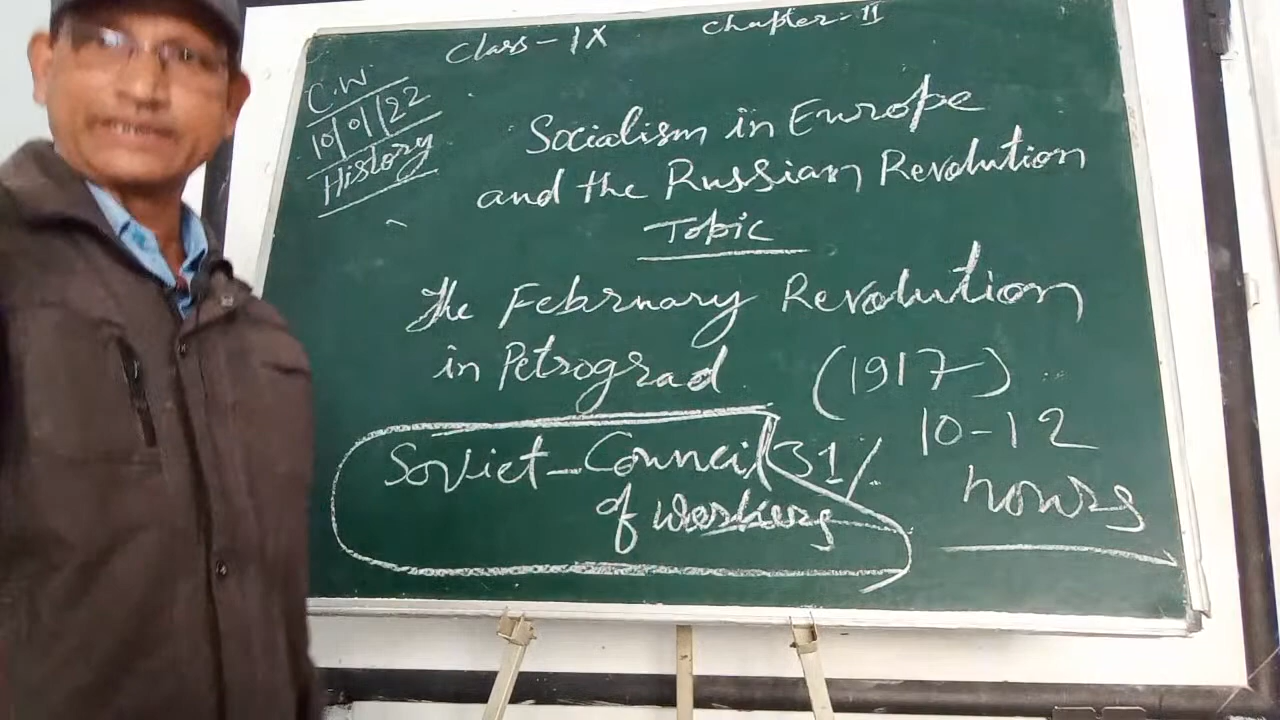 Class - IX
Chapter - II
C.W.
10/01/22
History
Socialism in Europe
and the Russian Revolution
Topic
The February Revolution
in Petrograd (1917)
Soviet - Council 31%
of Workers
10-12
hours